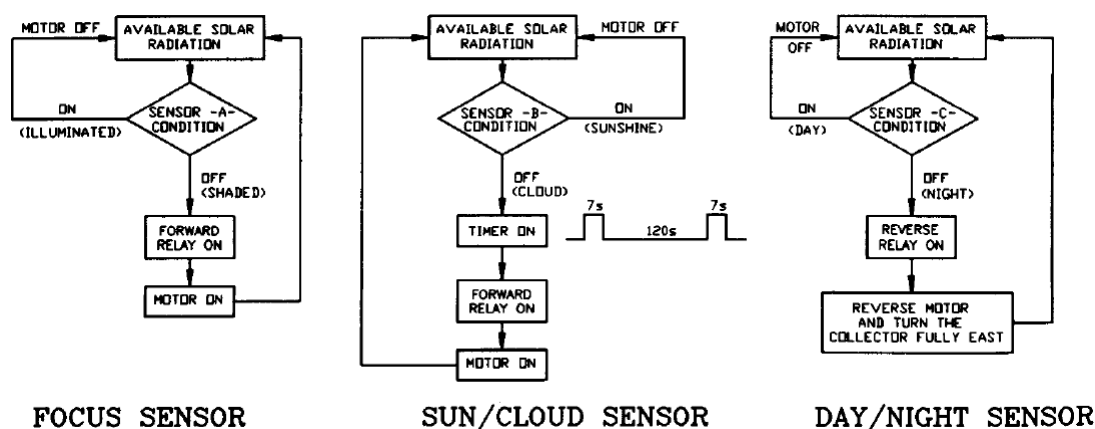 MOTOR OFF
AVAILABLE SOLAR
RADIATION
ON
(ILLUMINATED)
SENSOR -A-
CONDITION
OFF
(SHADED)
FORWARD
RELAY ON
MOTOR ON
FOCUS SENSOR
AVAILABLE SOLAR
RADIATION
MOTOR OFF
SENSOR -B-
CONDITION
ON
(SUNSHINE)
OFF
(CLOUD)
TIMER ON
7s
120s
7s
FORWARD
RELAY ON
MOTOR ON
SUN/CLOUD SENSOR
MOTOR
OFF
AVAILABLE SOLAR
RADIATION
ON
(DAY)
SENSOR -C-
CONDITION
OFF
(NIGHT)
REVERSE
RELAY ON
REVERSE MOTOR
AND TURN THE
COLLECTOR FULLY EAST
DAY/NIGHT SENSOR